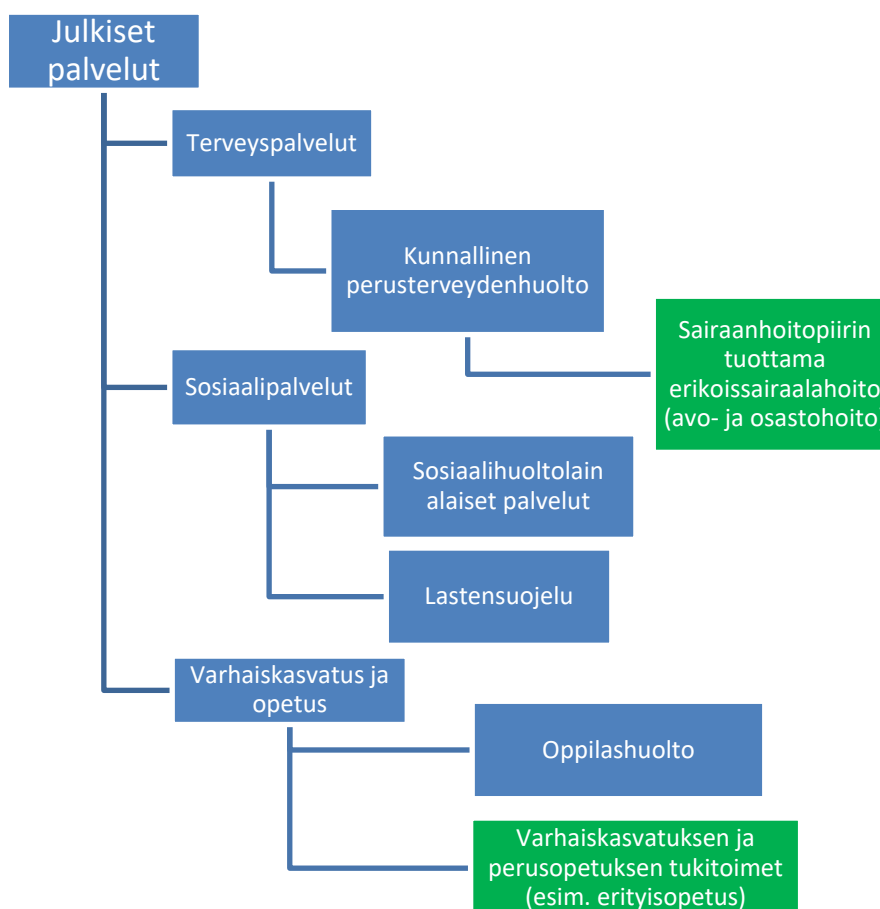 Julkiset
palvelut
Terveyspalvelut
Kunnallinen
perusterveydenhuolto
Sairaanhoitopiirin
tuottama
erikoissairaalahoito
(avo- ja osastohoito)
Sosiaalipalvelut
Sosiaalihuoltolain
alaiset palvelut
Lastensuojelu
Varhaiskasvatus ja
opetus
Oppilashuolto
Varhaiskasvatuksen ja
perusopetuksen tukitoimet
(esim. erityisopetus)